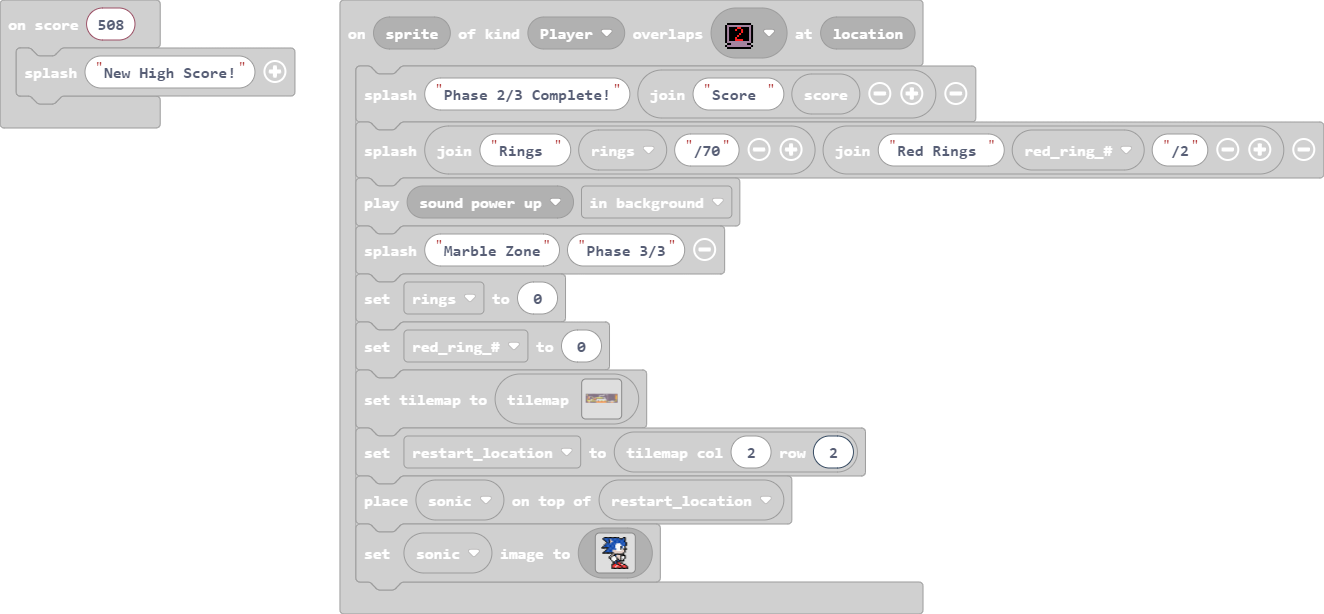 on score 508
splash "New High Score!"
on sprite of kind Player overlaps 2 at location
splash "Phase 2/3 Complete!" join "Score " score
splash join "Rings " rings "/70" join "Red Rings " red_ring_# "/2"
play sound power up in background
splash "Marble Zone" "Phase 3/3"
set rings to 0
set red_ring_# to 0
set tilemap to tilemap
set restart_location to tilemap col 2 row 2
place sonic on top of restart_location
set sonic image to